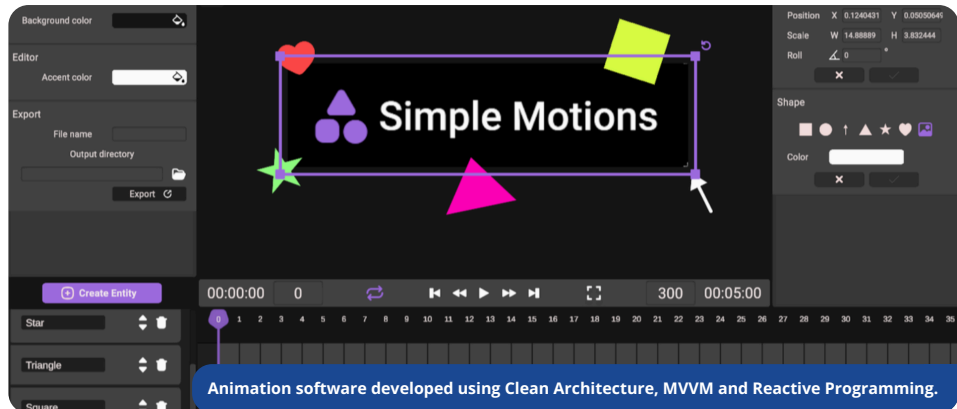 Background color
Editor
Accent color
Export
File name
Output directory
Export
Simple Motions
Position X 0.1240431 Y 0.05050649
Scale W 14.88889 H 3.832444
Roll 0 °
Shape
Color
Create Entity
00:00:00 0 300 00:05:00
Star
Triangle
Square
0 1 2 3 4 5 6 7 8 9 10 11 12 13 14 15 16 17 18 19 20 21 22 23 24 25 26 27 28 29 30 31 32 33 34 35
Animation software developed using Clean Architecture, MVVM and Reactive Programming.